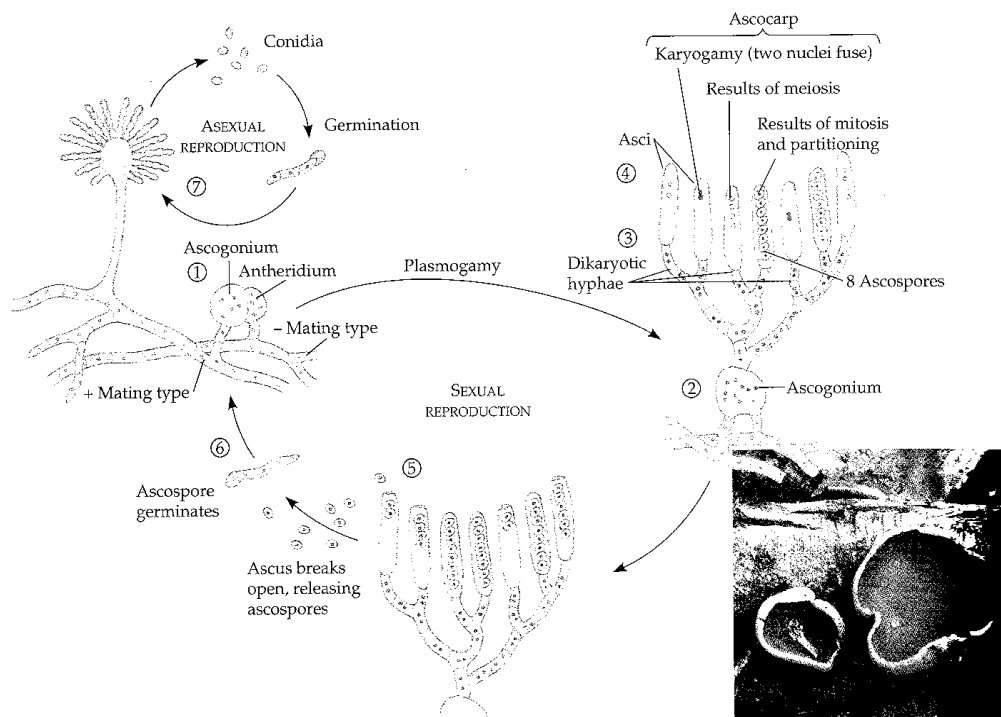 Conidia
ASEXUAL
REPRODUCTION
Germination
⑦
Ascocarp
Karyogamy (two nuclei fuse)
Results of meiosis
Results of mitosis
and partitioning
Asci
④
③
Dikaryotic
hyphae
8 Ascospores
Ascogonium
①
Antheridium
Plasmogamy
− Mating type
+ Mating type
②
Ascogonium
SEXUAL
REPRODUCTION
⑥
Ascospore
germinates
⑤
Ascus breaks
open, releasing
ascospores